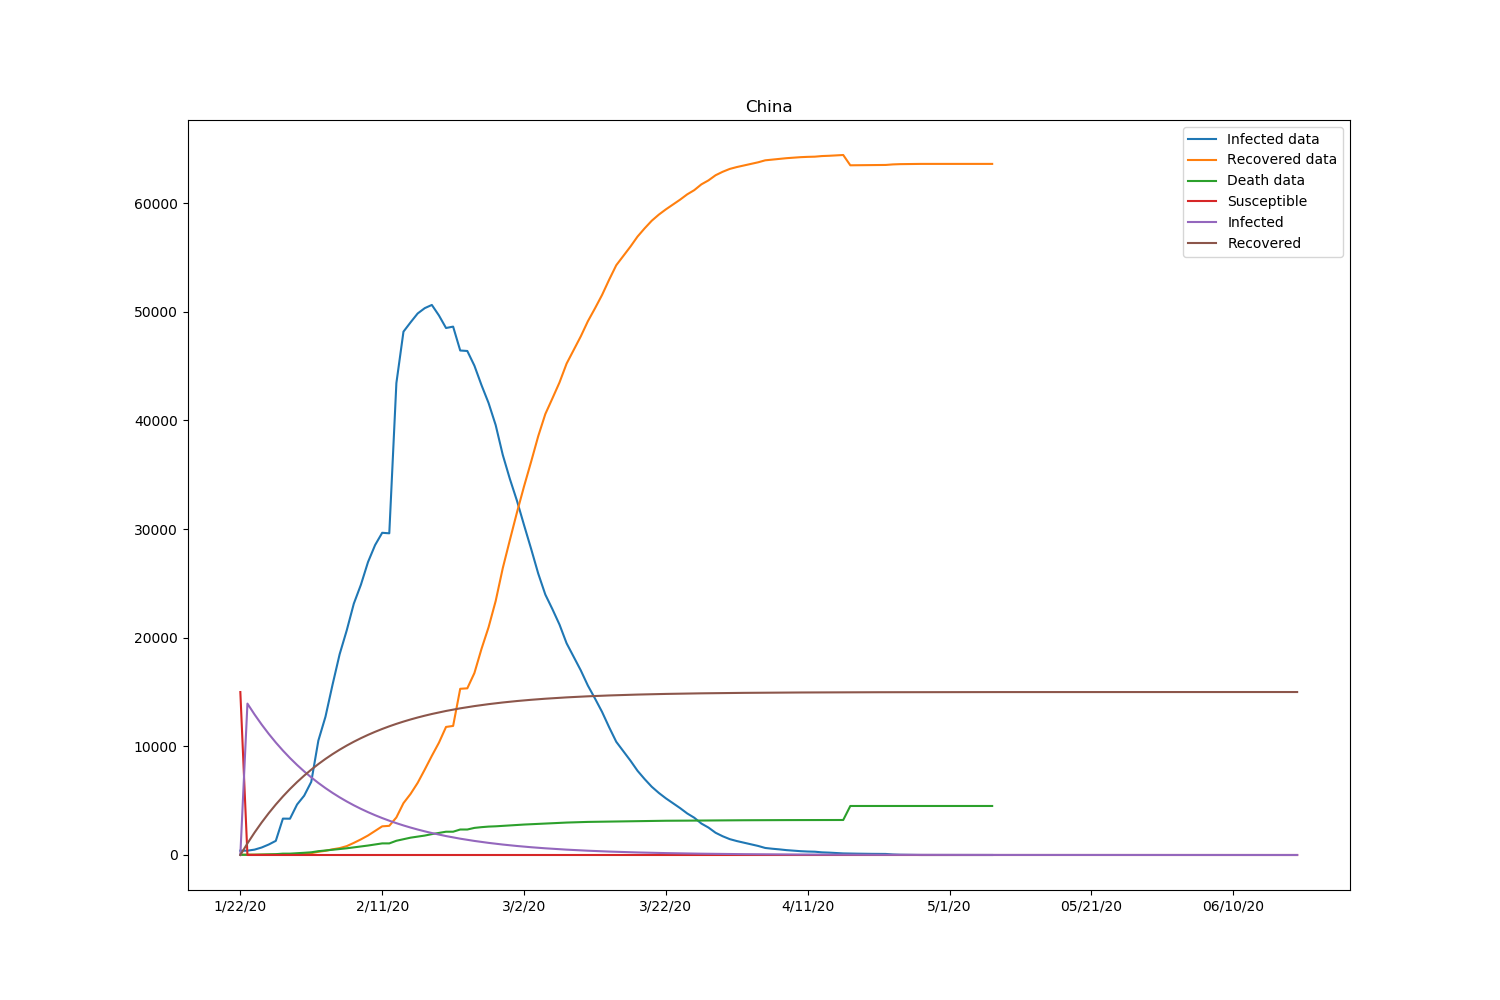 China
Infected data
Recovered data
Death data
Susceptible
Infected
Recovered
60000
50000
40000
30000
20000
10000
0
1/22/20 2/11/20 3/2/20 3/22/20 4/11/20 5/1/20 05/21/20 06/10/20